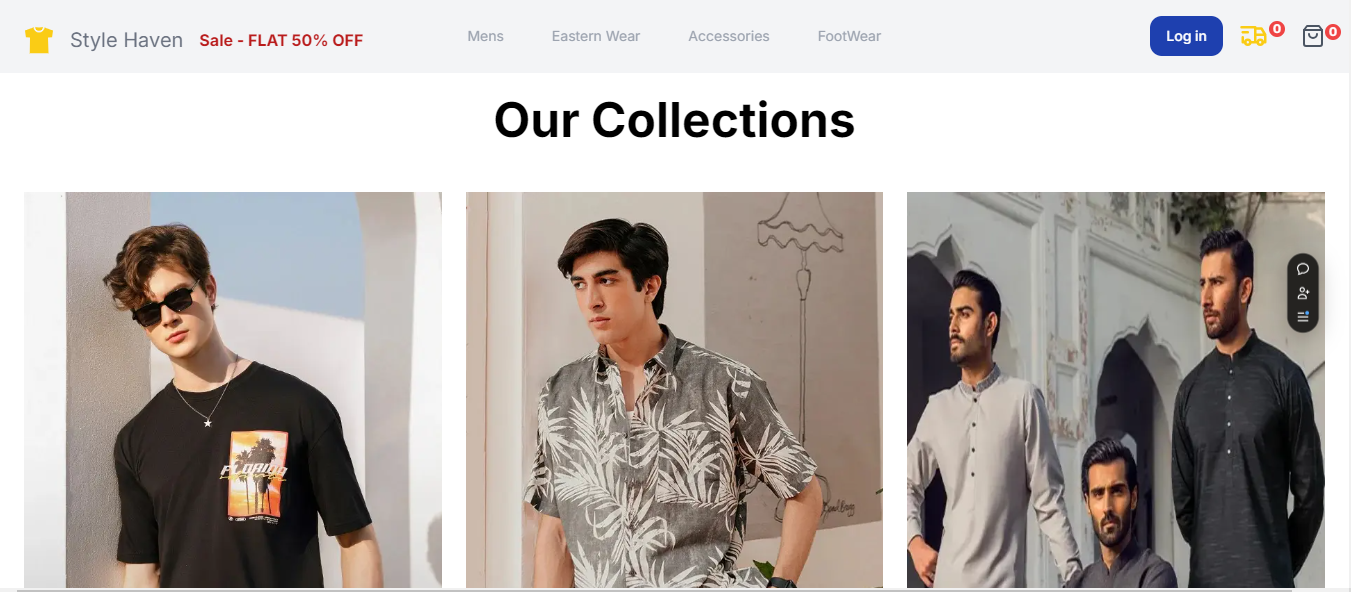 Style Haven
Sale - FLAT 50% OFF
Mens
Eastern Wear
Accessories
FootWear
Log in
0
0
Our Collections
FLORIDA